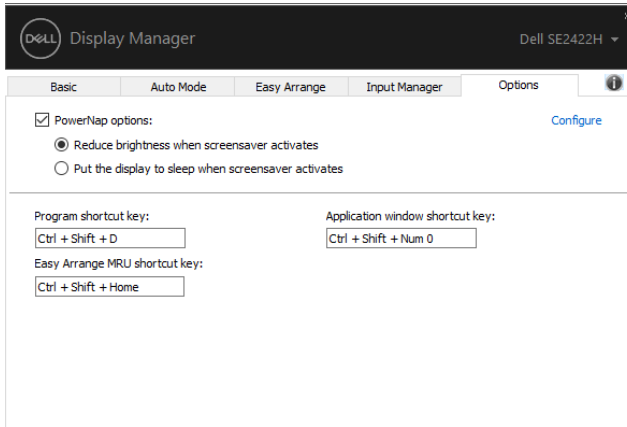 DELL Display Manager
Dell SE2422H
Basic
Auto Mode
Easy Arrange
Input Manager
Options
PowerNap options:
Configure
Reduce brightness when screensaver activates
Put the display to sleep when screensaver activates
Program shortcut key:
Application window shortcut key:
Ctrl + Shift + D
Ctrl + Shift + Num 0
Easy Arrange MRU shortcut key:
Ctrl + Shift + Home